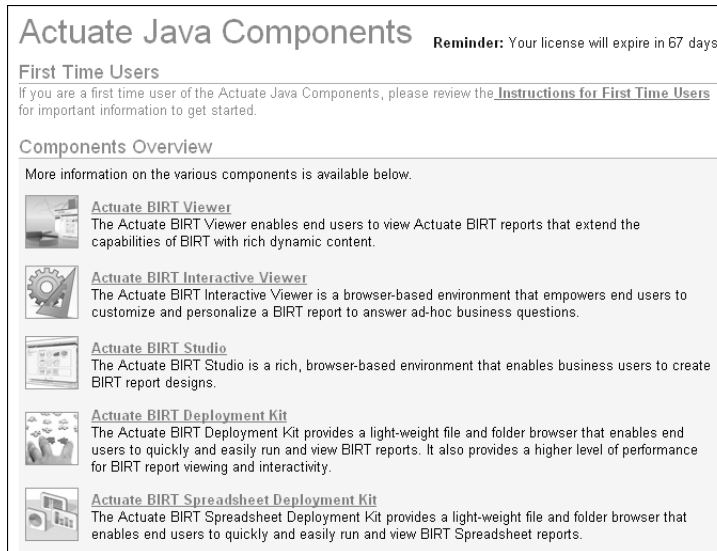 Actuate Java Components Reminder: Your license will expire in 67 days
First Time Users
If you are a first time user of the Actuate Java Components, please review the Instructions for First Time Users
for important information to get started.
Components Overview
More information on the various components is available below.
Actuate BIRT Viewer
The Actuate BIRT Viewer enables end users to view Actuate BIRT reports that extend the
capabilities of BIRT with rich dynamic content.
Actuate BIRT Interactive Viewer
The Actuate BIRT Interactive Viewer is a browser-based environment that empowers end users to
customize and personalize a BIRT report to answer ad-hoc business questions.
Actuate BIRT Studio
The Actuate BIRT Studio is a rich, browser-based environment that enables business users to create
BIRT report designs.
Actuate BIRT Deployment Kit
The Actuate BIRT Deployment Kit provides a light-weight file and folder browser that enables end
users to quickly and easily run and view BIRT reports. It also provides a higher level of performance
for BIRT report viewing and interactivity.
Actuate BIRT Spreadsheet Deployment Kit
The Actuate BIRT Spreadsheet Deployment Kit provides a light-weight file and folder browser that
enables end users to quickly and easily run and view BIRT Spreadsheet reports.